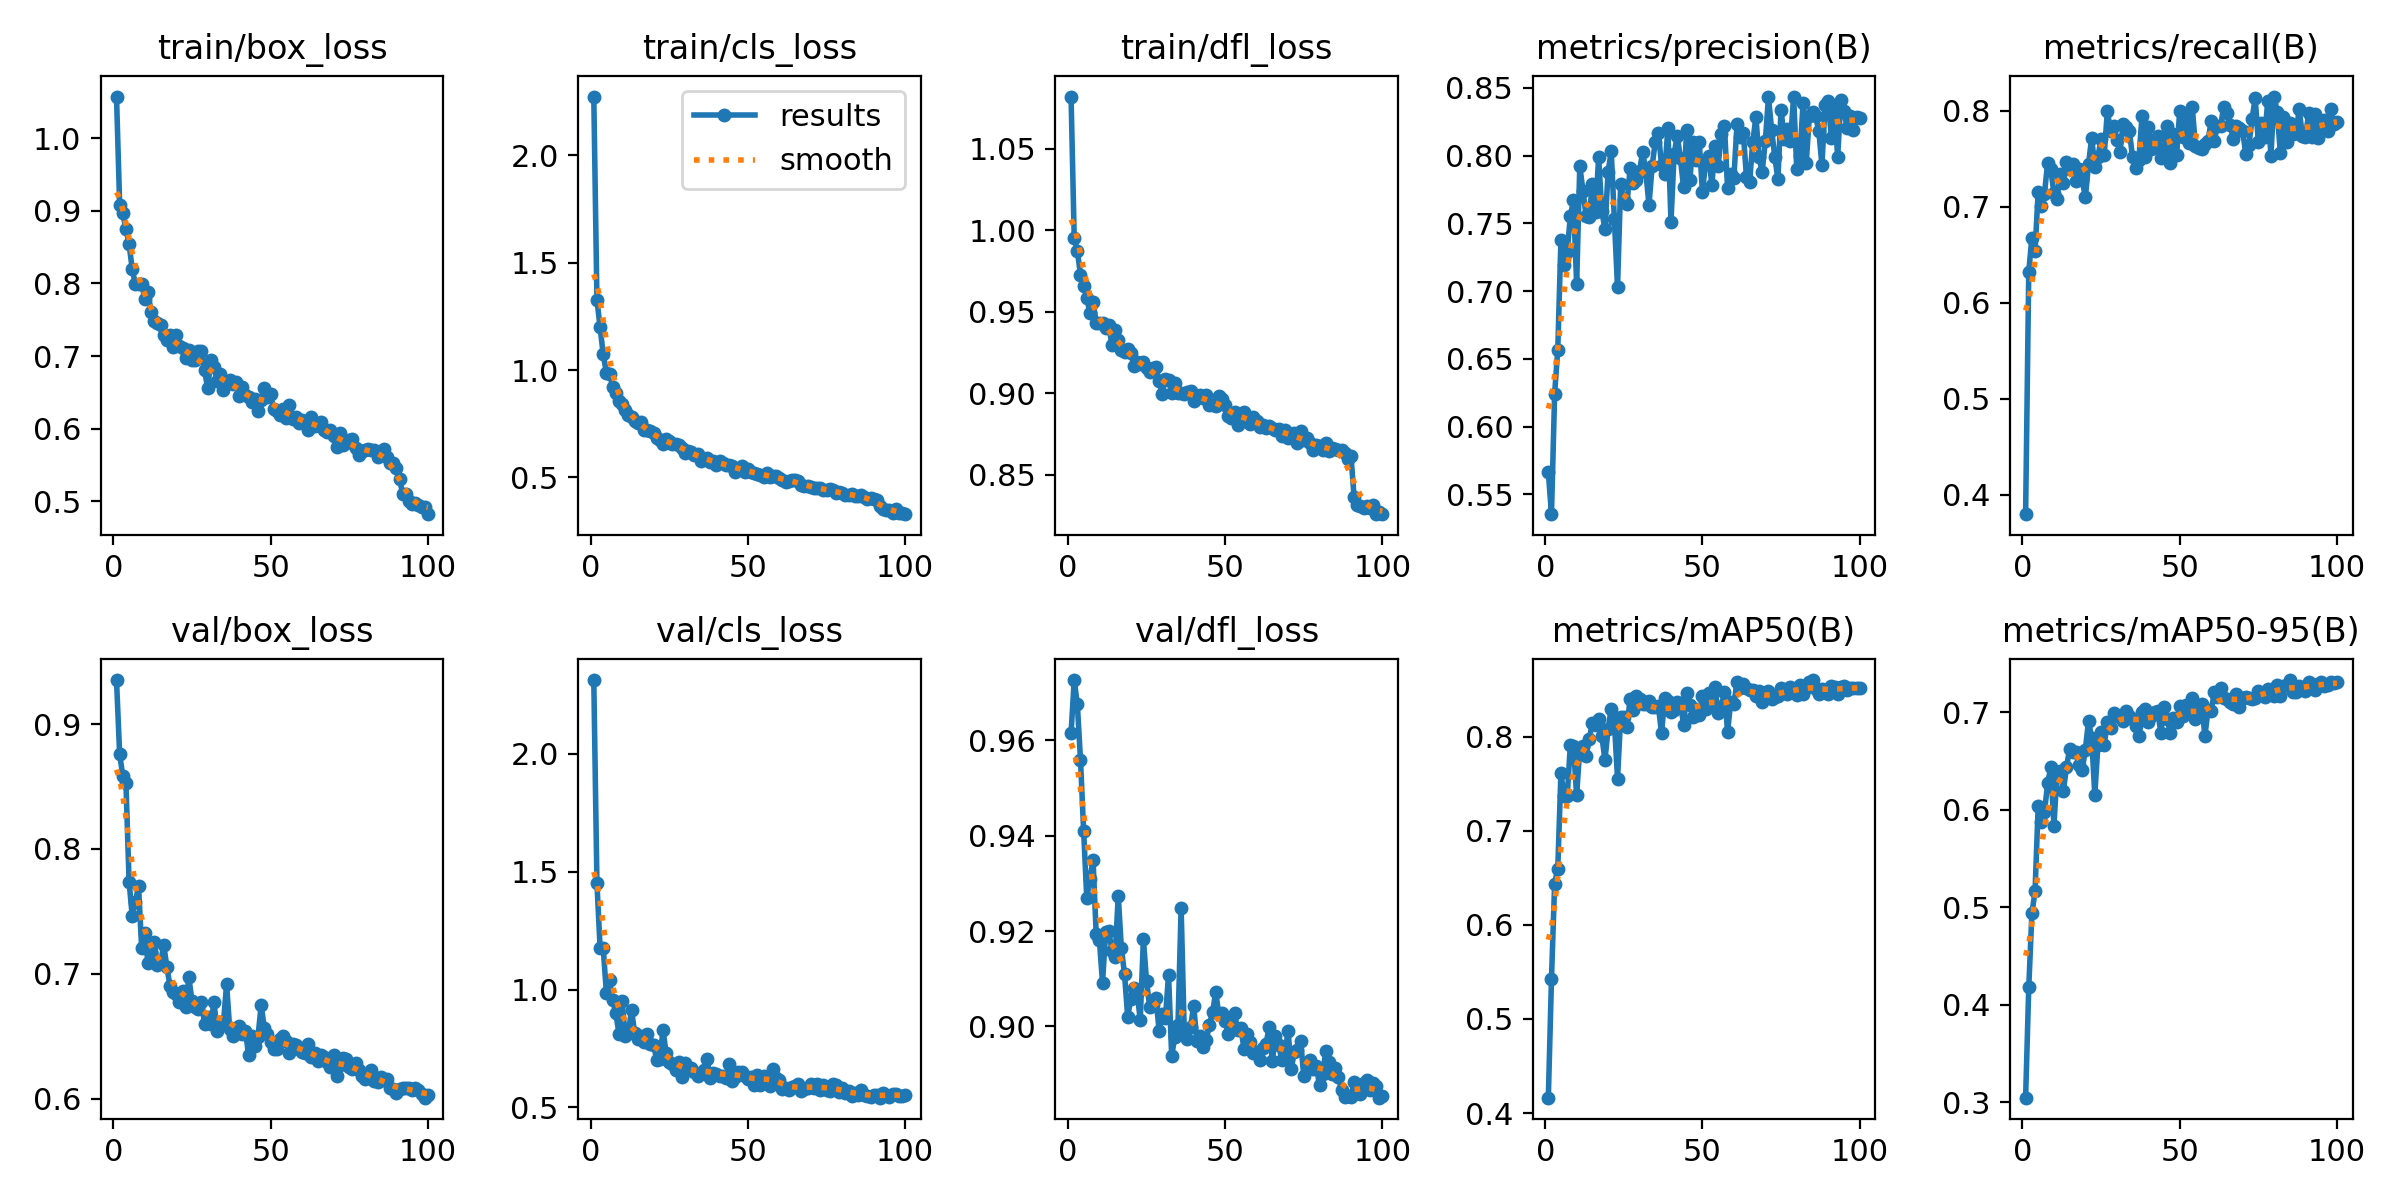 train/box_loss
1.0
0.9
0.8
0.7
0.6
0.5
0 50 100
train/cls_loss
results
smooth
2.0
1.5
1.0
0.5
0 50 100
train/dfl_loss
1.05
1.00
0.95
0.90
0.85
0 50 100
metrics/precision(B)
0.85
0.80
0.75
0.70
0.65
0.60
0.55
0 50 100
metrics/recall(B)
0.8
0.7
0.6
0.5
0.4
0 50 100
val/box_loss
0.9
0.8
0.7
0.6
0 50 100
val/cls_loss
2.0
1.5
1.0
0.5
0 50 100
val/dfl_loss
0.96
0.94
0.92
0.90
0 50 100
metrics/mAP50(B)
0.8
0.7
0.6
0.5
0.4
0 50 100
metrics/mAP50-95(B)
0.7
0.6
0.5
0.4
0.3
0 50 100